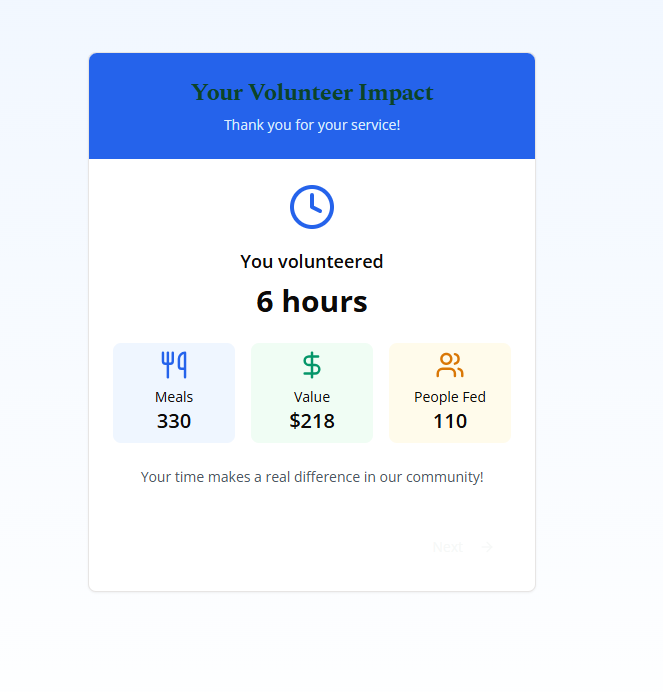 Your Volunteer Impact
Thank you for your service!
You volunteered
6 hours
Meals
330
Value
$218
People Fed
110
Your time makes a real difference in our community!
Next